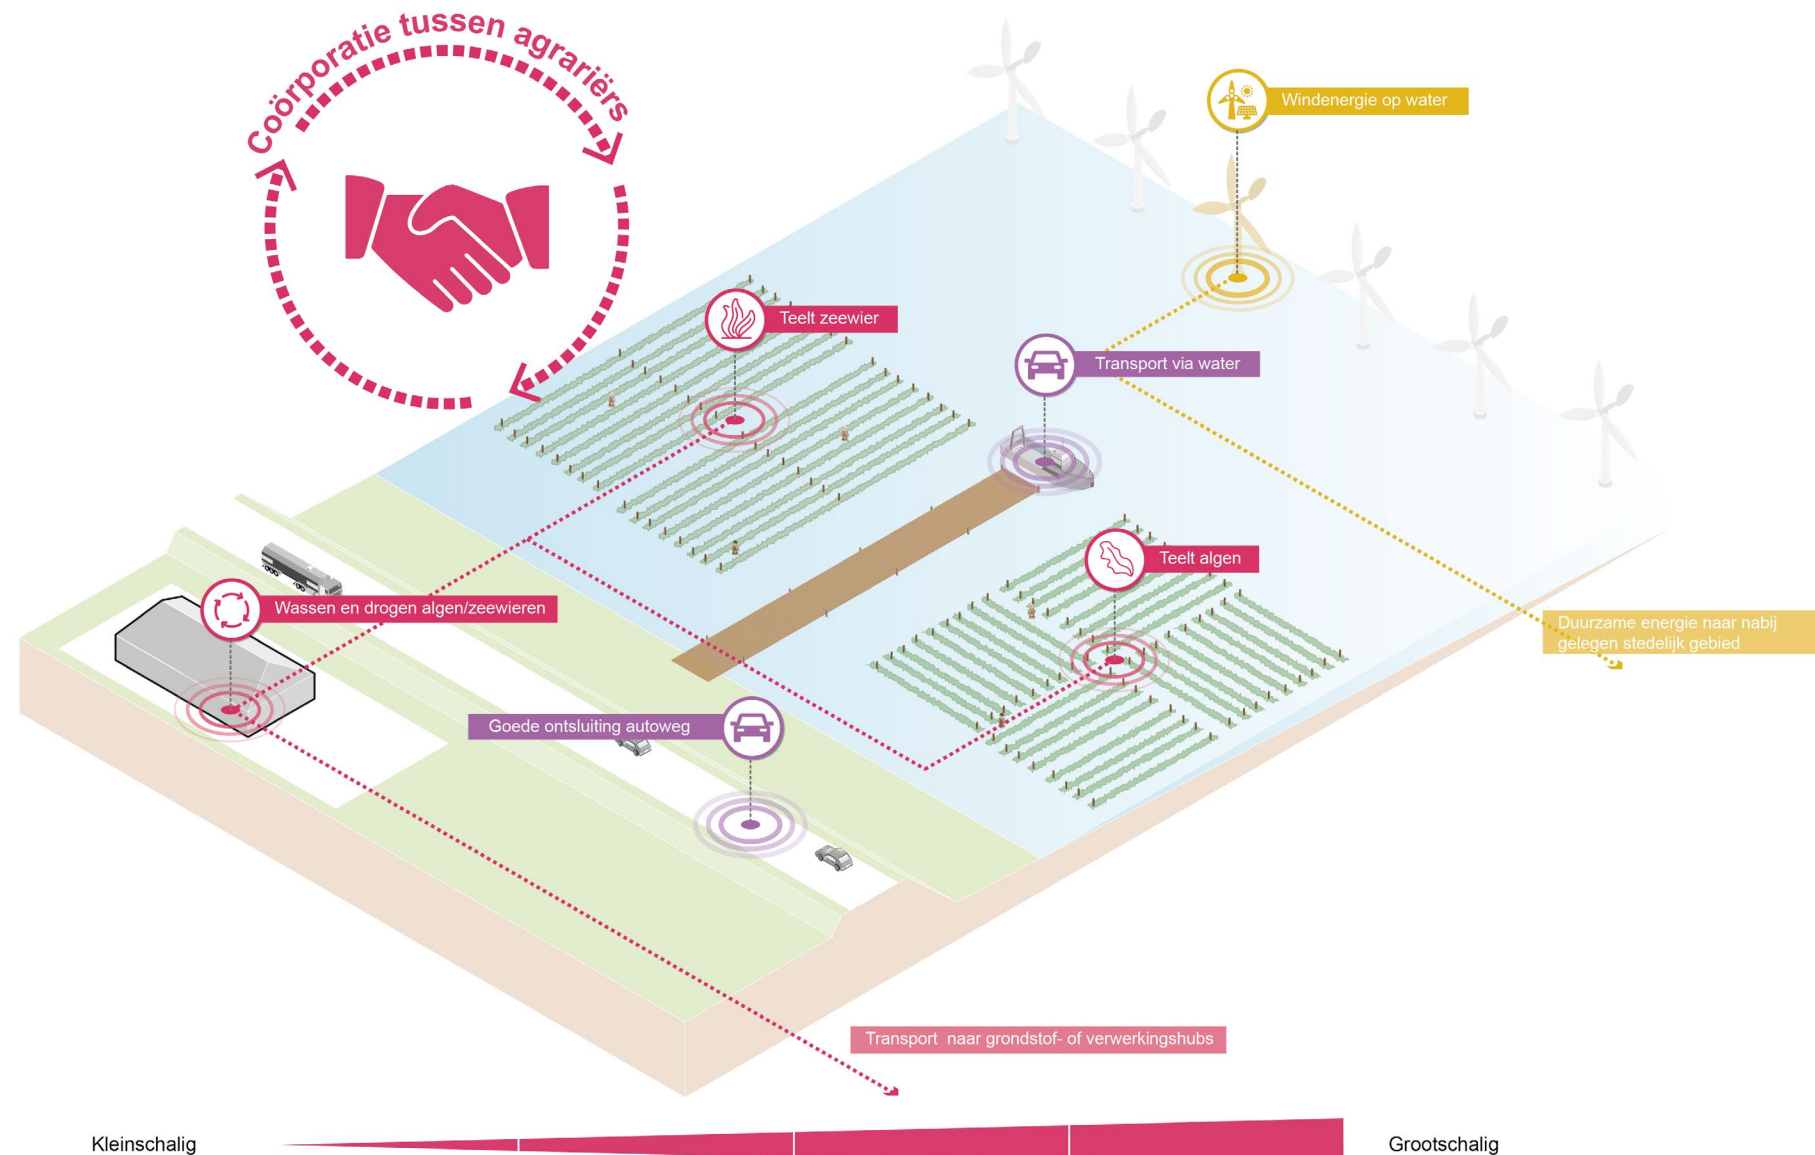 Coörporatie tussen agrariërs
Windenergie op water
Teelt zeewier
Transport via water
Teelt algen
Wassen en drogen algen/zeewieren
Duurzame energie naar nabij
gelegen stedelijk gebied
Goede ontsluiting autoweg
Transport naar grondstof- of verwerkingshubs
Kleinschalig
Grootschalig